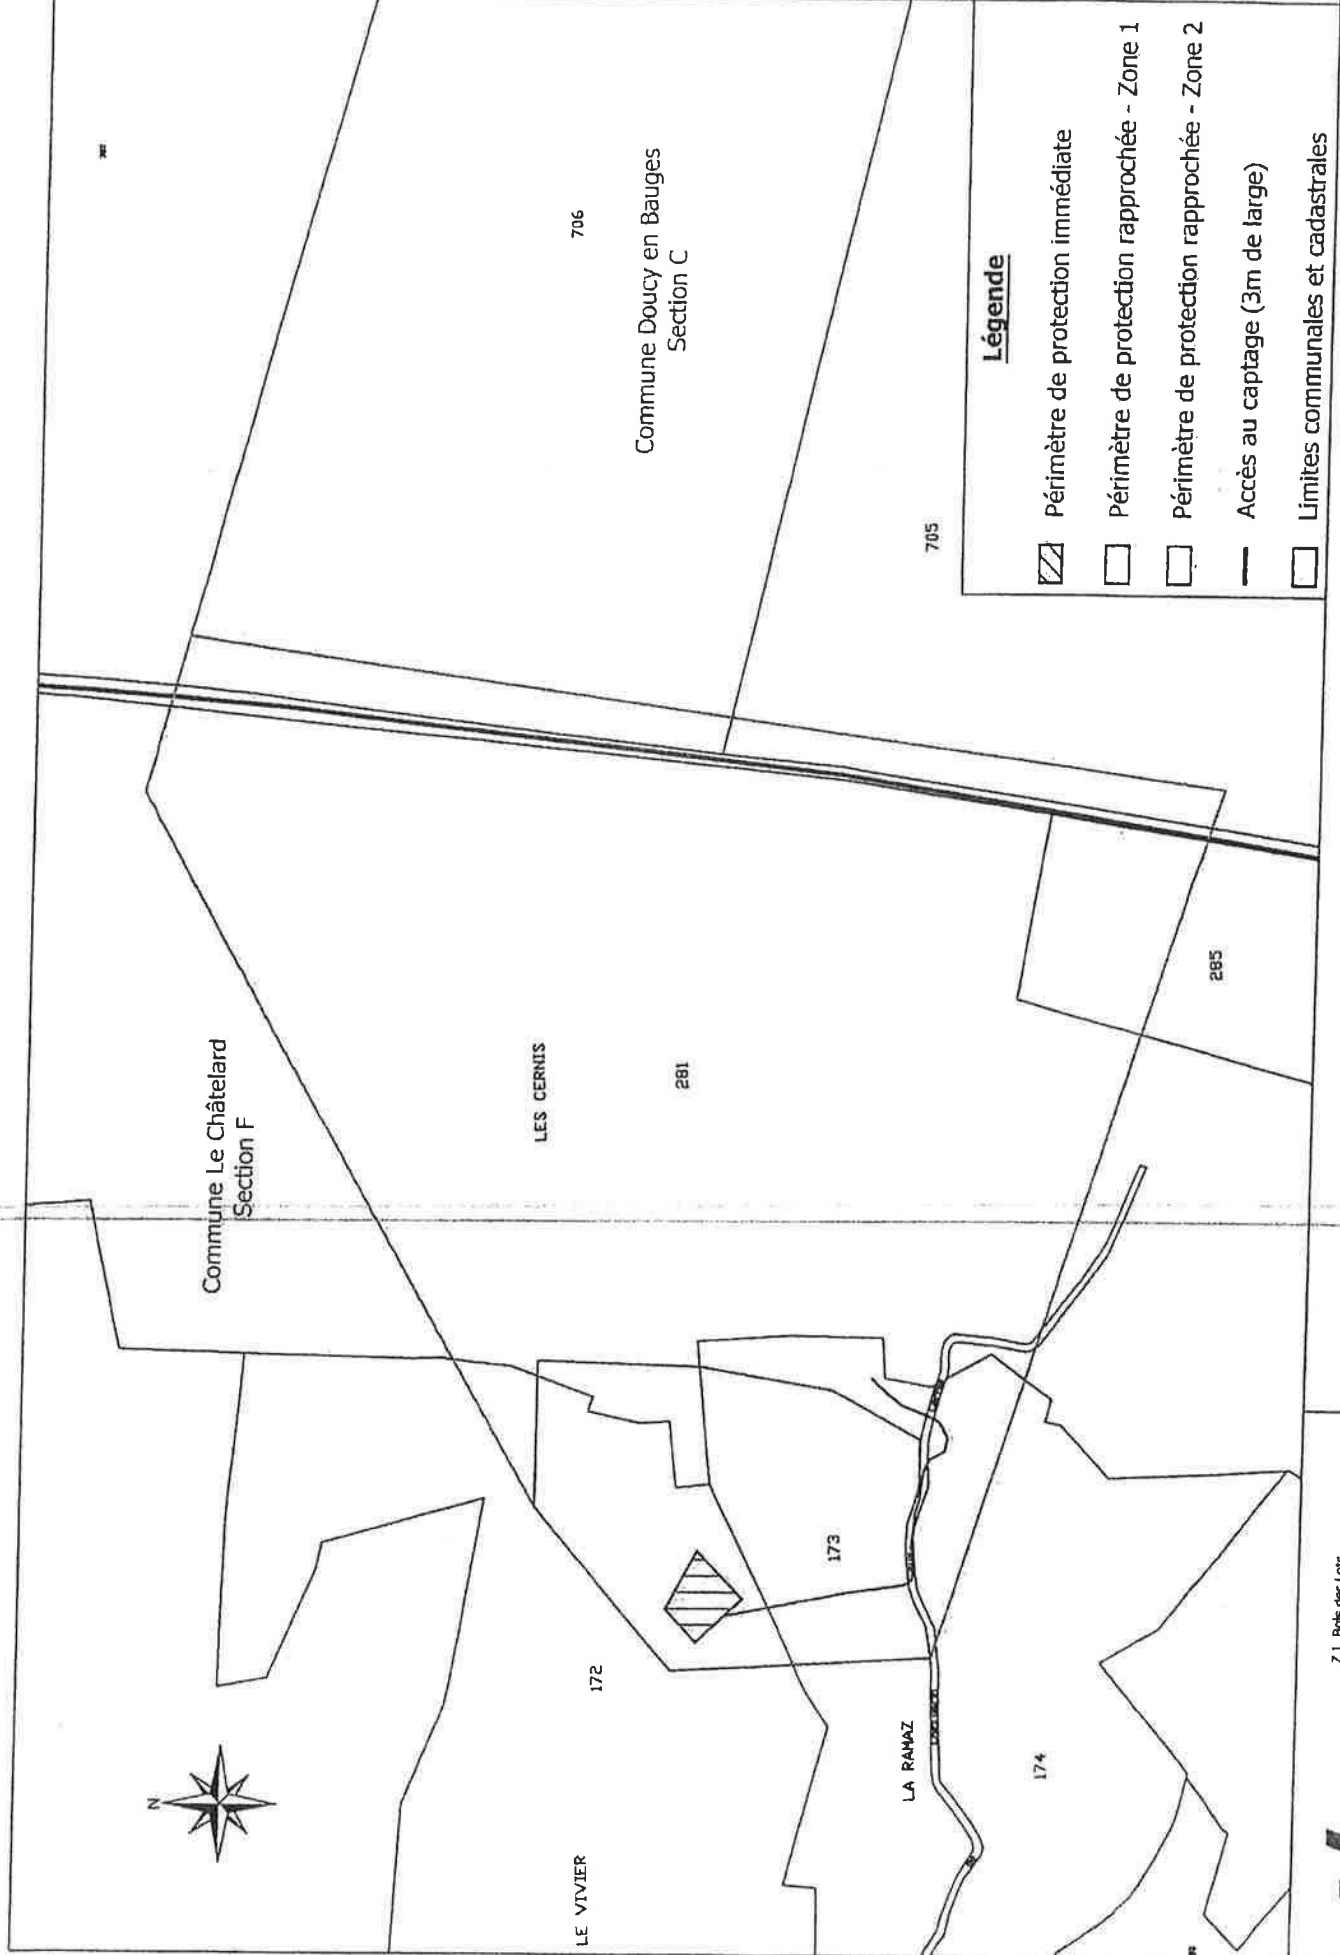 N
Commune Le Châtelard
Section F
LE VIVIER
172
LES CERNIS
281
173
LA RAMAZ
174
285
706
Commune Doucy en Bauges
Section C
705
Légende
Périmètre de protection immédiate
Périmètre de protection rapprochée - Zone 1
Périmètre de protection rapprochée - Zone 2
Accès au captage (3m de large)
Limites communales et cadastrales